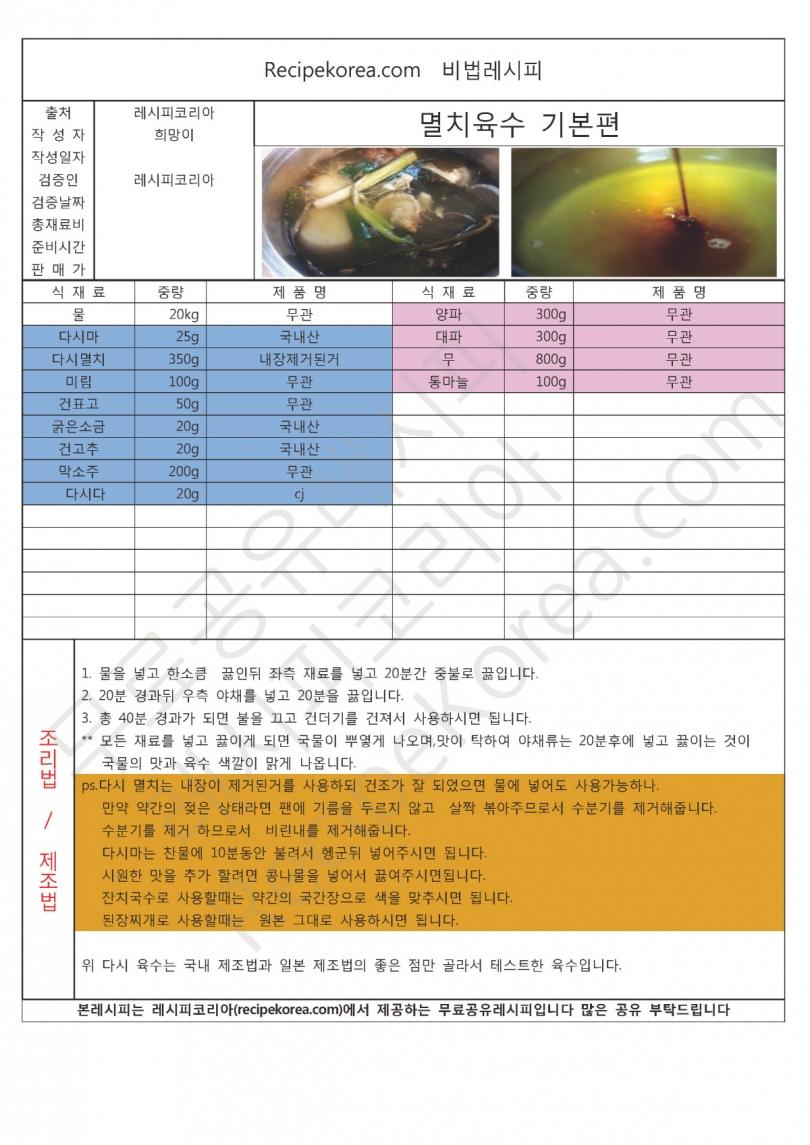 Recipekorea.com 비법레시피
출처 레시피코리아
작 성 자 희망이
작성일자
검증인 레시피코리아
검증날짜
총재료비
준비시간
판 매 가
멸치육수 기본편
식 재 료 중량 제 품 명 식 재 료 중량 제 품 명
물 20kg 무관 양파 300g 무관
다시마 25g 국내산 대파 300g 무관
다시멸치 350g 내장제거된거 무 800g 무관
미림 100g 무관 통마늘 100g 무관
건표고 50g 무관
굵은소금 20g 국내산
건고추 20g 국내산
막소주 200g 무관
다시다 20g cj
조리법 / 제조법
1. 물을 넣고 한소큼 끓인뒤 좌측 재료를 넣고 20분간 중불로 끓입니다.
2. 20분 경과뒤 우측 야채를 넣고 20분을 끓입니다.
3. 총 40분 경과가 되면 불을 끄고 건더기를 건져서 사용하시면 됩니다.
** 모든 재료를 넣고 끓이게 되면 국물이 뿌옇게 나오며,맛이 탁하여 야채류는 20분후에 넣고 끓이는 것이
국물의 맛과 육수 색깔이 맑게 나옵니다.
ps.다시 멸치는 내장이 제거된거를 사용하되 건조가 잘 되었으면 물에 넣어도 사용가능하나.
만약 약간의 젖은 상태라면 팬에 기름을 두르지 않고 살짝 볶아주므로서 수분기를 제거해줍니다.
수분기를 제거 하므로서 비린내를 제거해줍니다.
다시마는 찬물에 10분동안 불려서 헹군뒤 넣어주시면 됩니다.
시원한 맛을 추가 할려면 콩나물을 넣어서 끓여주시면됩니다.
잔치국수로 사용할때는 약간의 국간장으로 색을 맞추시면 됩니다.
된장찌개로 사용할때는 원본 그대로 사용하시면 됩니다.
위 다시 육수는 국내 제조법과 일본 제조법의 좋은 점만 골라서 테스트한 육수입니다.
본레시피는 레시피코리아(recipekorea.com)에서 제공하는 무료공유레시피입니다 많은 공유 부탁드립니다
무료공유레시피
레시피코리아
RecipeKorea.com